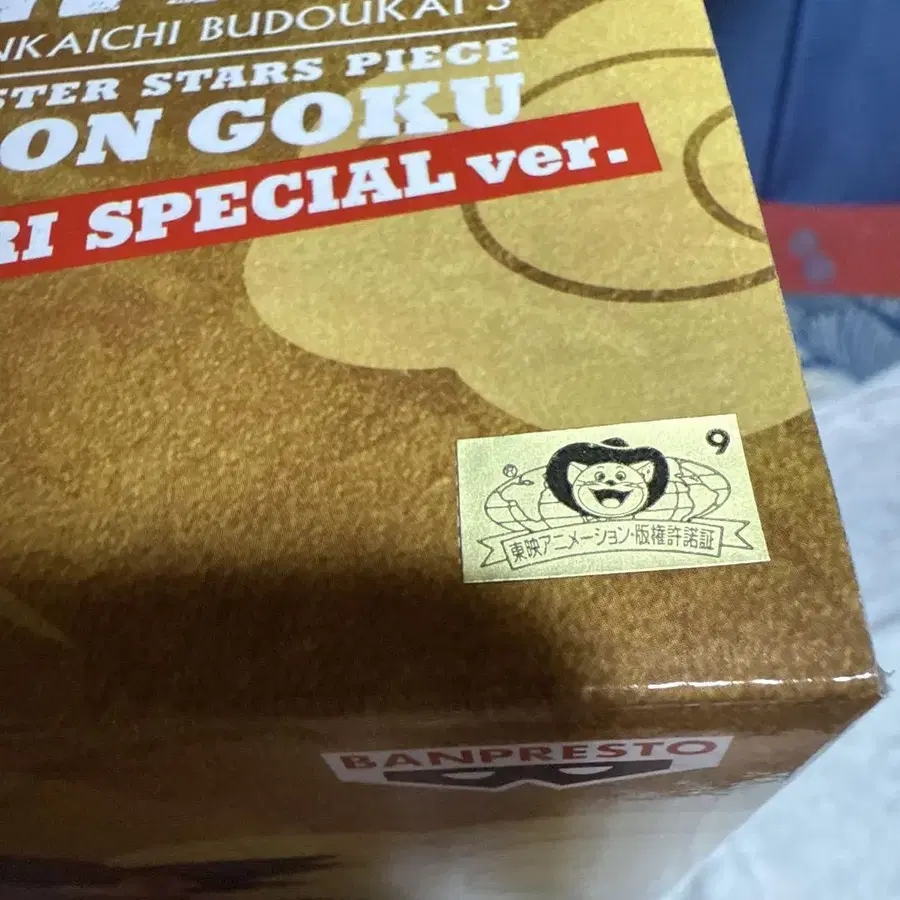 NKAICHI BUDOUKAI 3
STER STARS PIECE
ON GOKU
RI SPECIAL ver.
9
®
東映アニメーション・版権許諾証
BANPRESTO